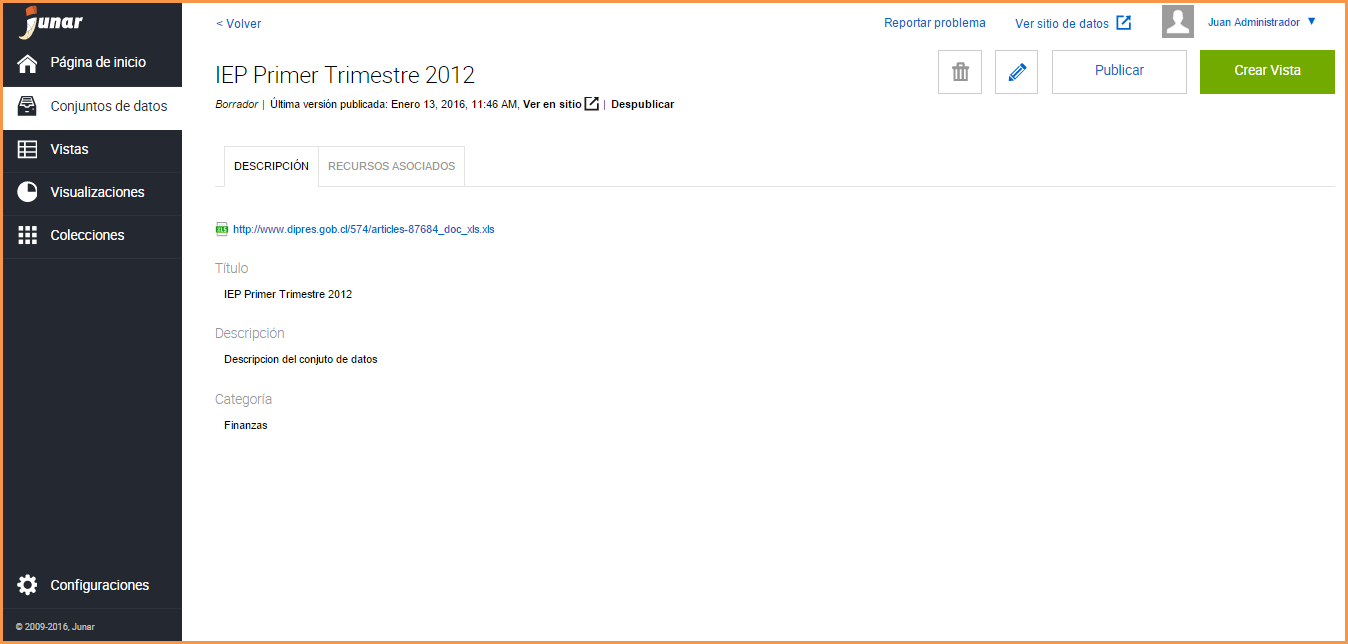 junar
< Volver
Reportar problema
Ver sitio de datos
Juan Administrador ▼
Página de inicio
Conjuntos de datos
Vistas
Visualizaciones
Colecciones
Configuraciones
© 2009-2016, Junar
IEP Primer Trimestre 2012
Publicar
Crear Vista
Borrador | Última versión publicada: Enero 13, 2016, 11:46 AM, Ver en sitio | Despublicar
DESCRIPCIÓN
RECURSOS ASOCIADOS
XLS http://www.dipres.gob.cl/574/articles-87684_doc_xls.xls
Título
IEP Primer Trimestre 2012
Descripción
Descripcion del conjuto de datos
Categoría
Finanzas